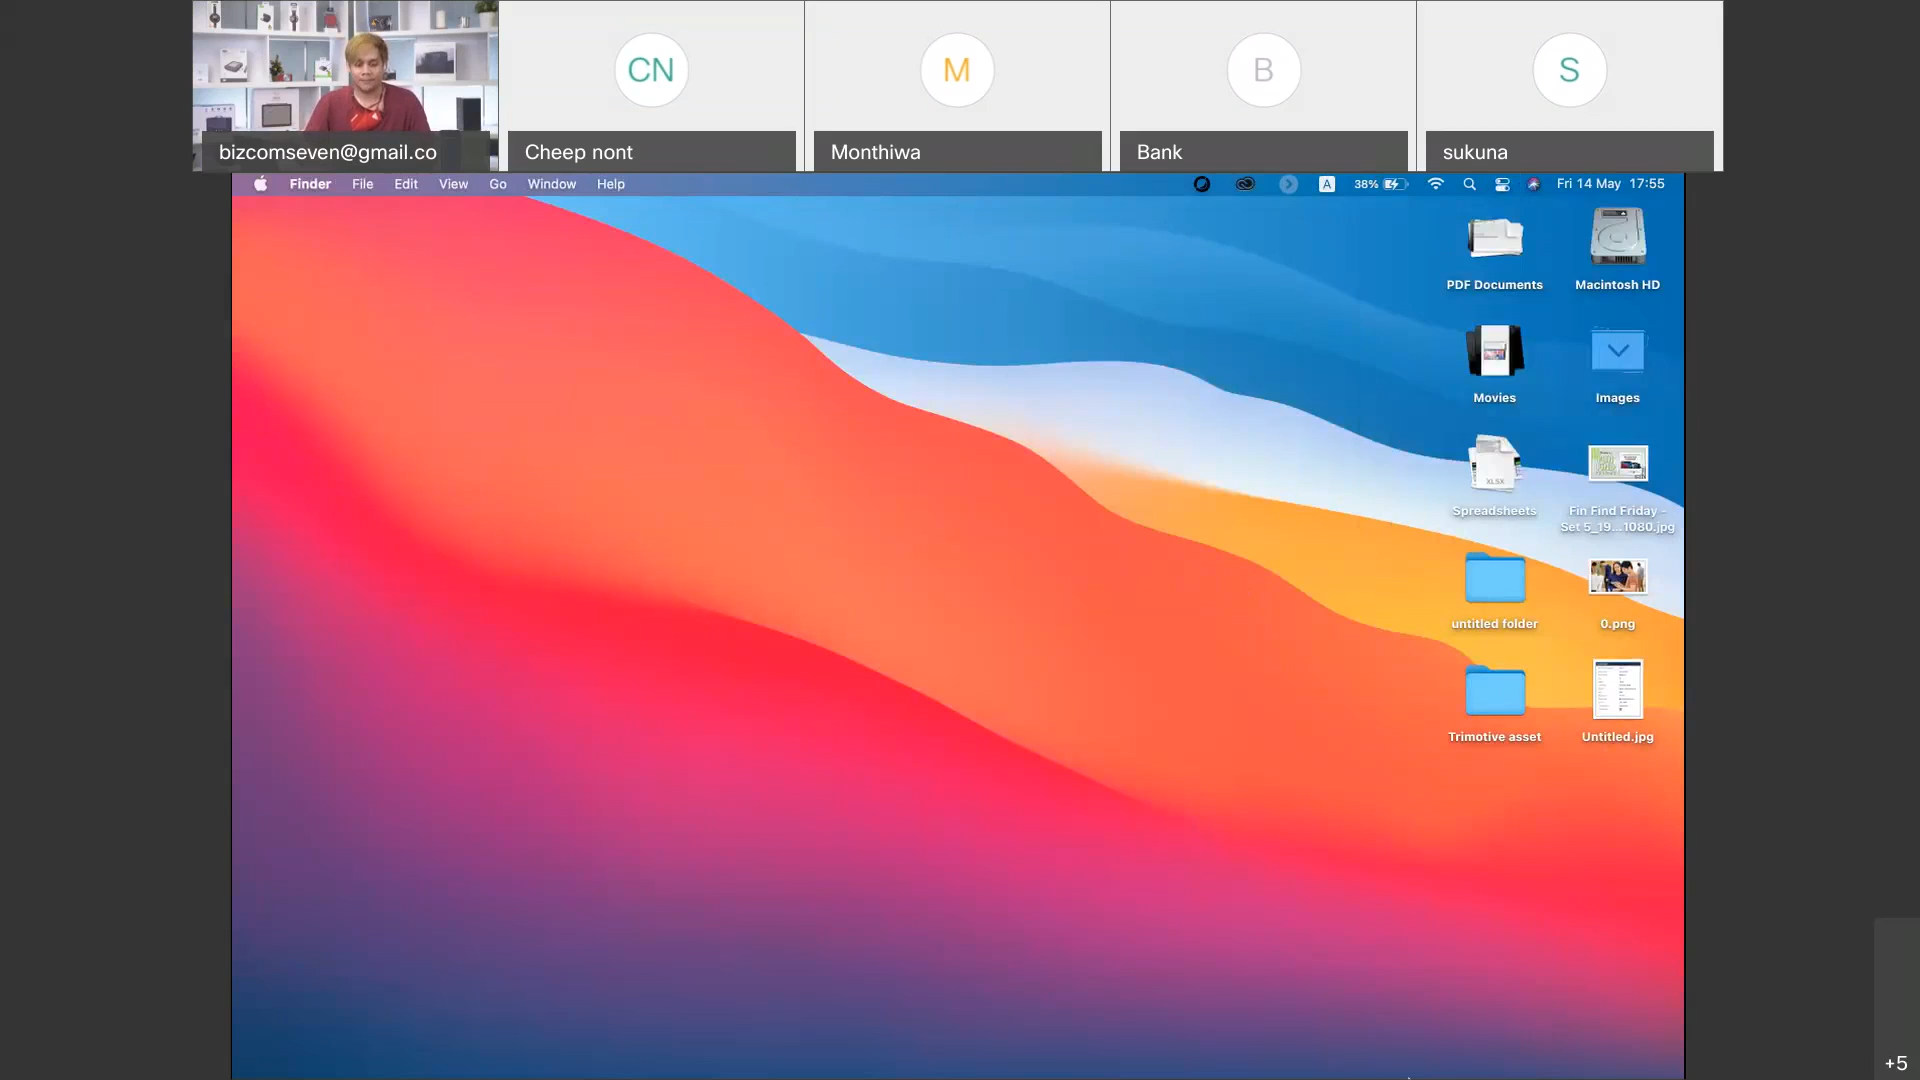 CN
M
B
S
bizcomseven@gmail.co
Cheep nont
Monthiwa
Bank
sukuna
Finder File Edit View Go Window Help
A 38% Fri 14 May 17:55
PDF Documents
Macintosh HD
Movies
Images
XLSX
Spreadsheets
Fin Find Friday -
Set 5_19...1080.jpg
untitled folder
0.png
Trimotive asset
Untitled.jpg
+5